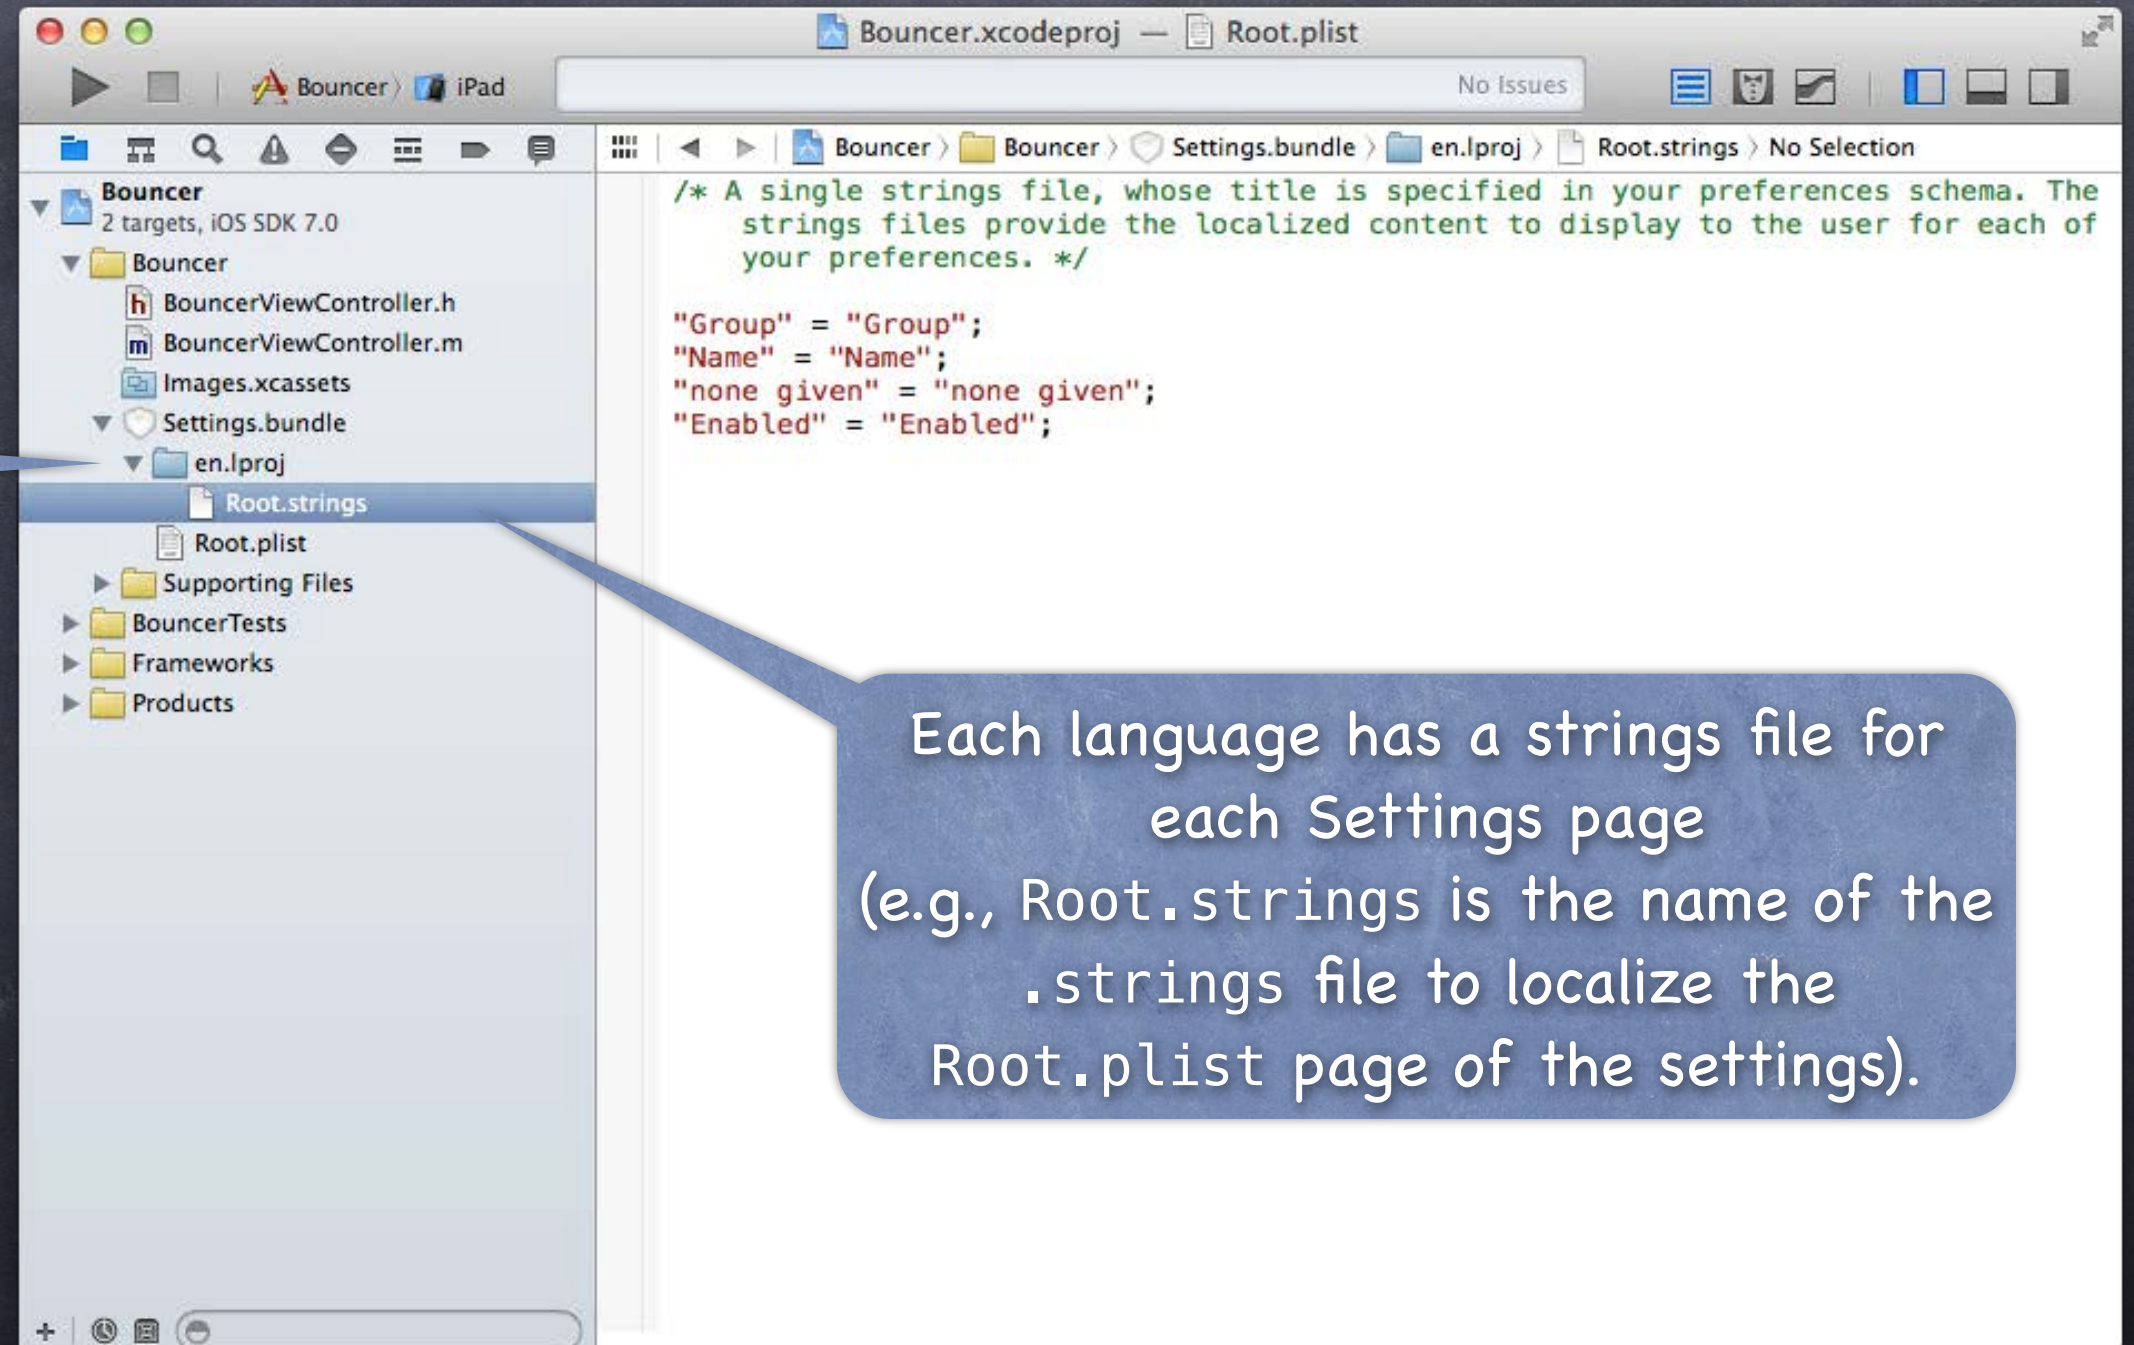 Bouncer.xcodeproj — Root.plist
Bouncer 〉 iPad
No Issues
Bouncer 〉 Bouncer 〉 Settings.bundle 〉 en.lproj 〉 Root.strings 〉 No Selection
Bouncer
2 targets, iOS SDK 7.0
Bouncer
BouncerViewController.h
BouncerViewController.m
Images.xcassets
Settings.bundle
en.lproj
Root.strings
Root.plist
Supporting Files
BouncerTests
Frameworks
Products
/* A single strings file, whose title is specified in your preferences schema. The
strings files provide the localized content to display to the user for each of
your preferences. */
"Group" = "Group";
"Name" = "Name";
"none given" = "none given";
"Enabled" = "Enabled";
Each language has a strings file for
each Settings page
(e.g., Root.strings is the name of the
.strings file to localize the
Root.plist page of the settings).